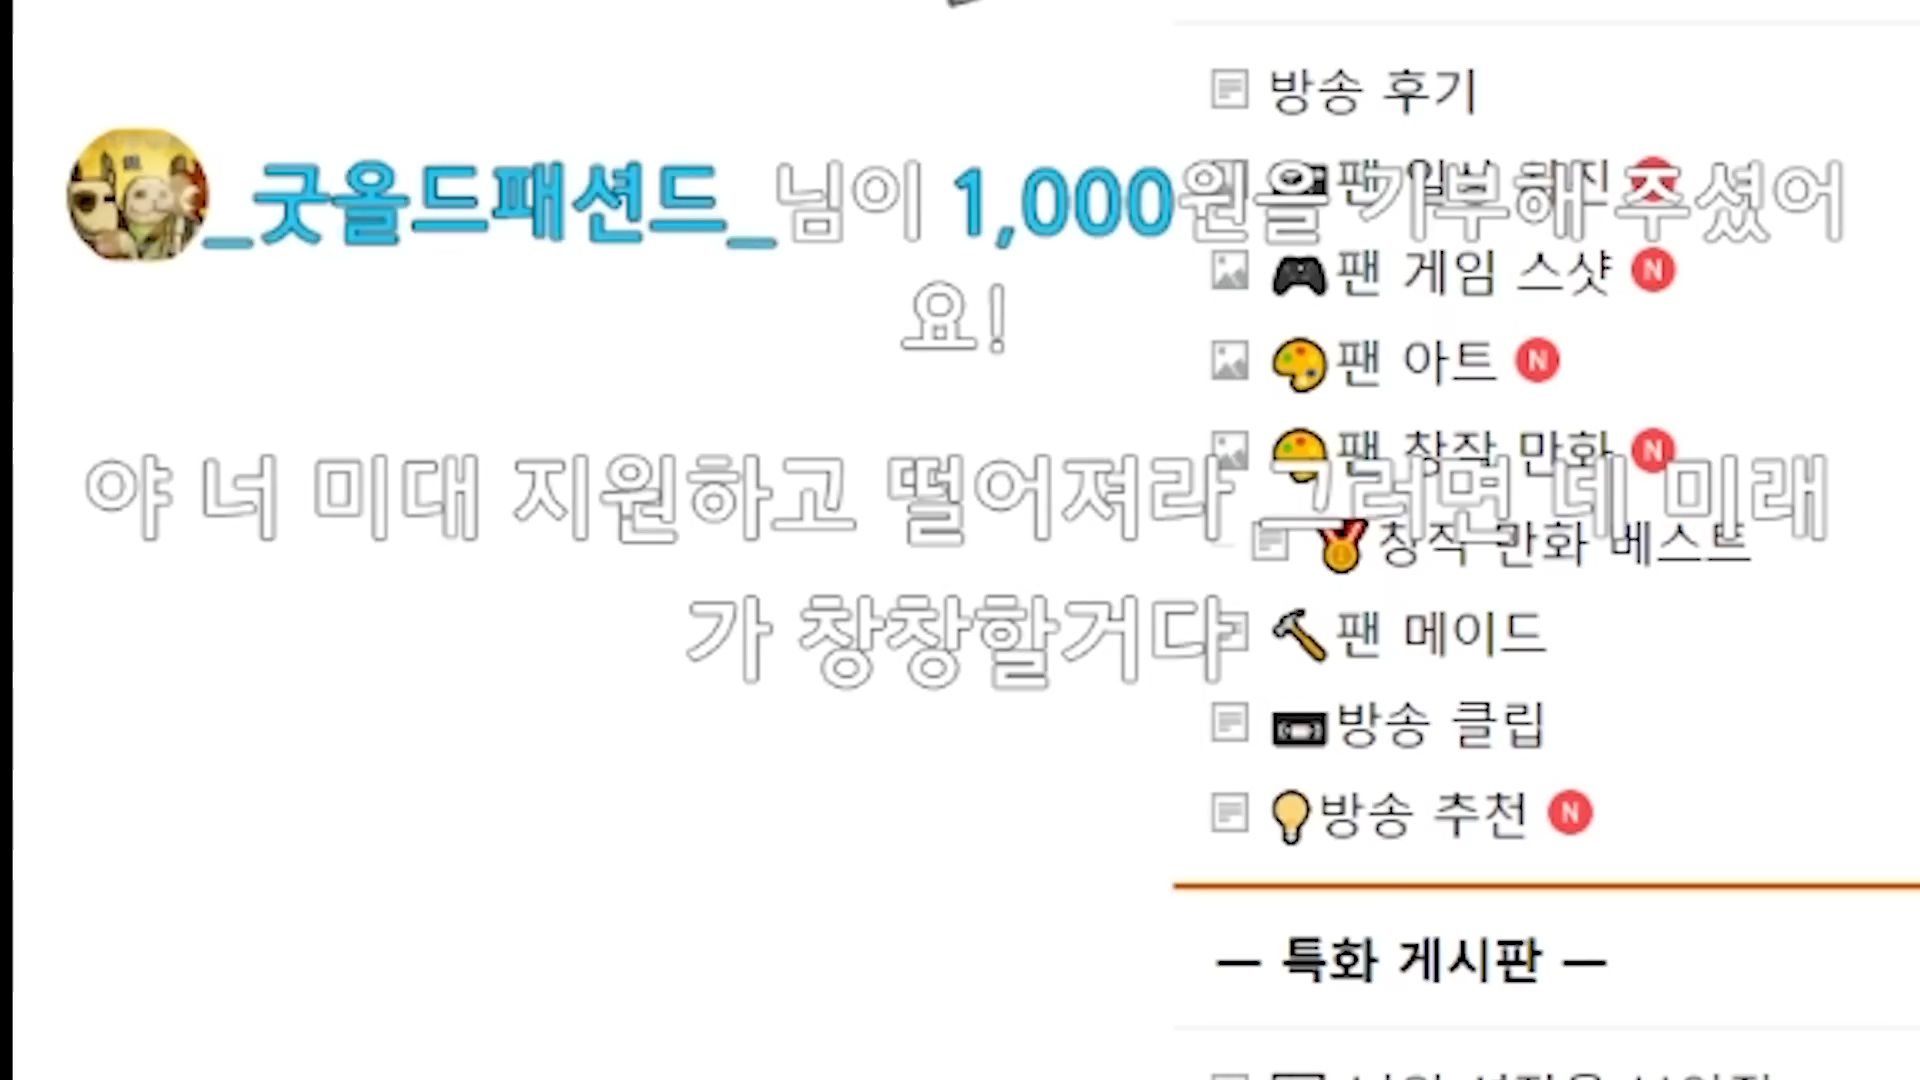 방송 후기
_굿올드패션드_님이 1,000원을 기부해 주셨어
요!
팬 게임 스샷 N
팬 아트 N
팬 창작 만화 N
야 너 미대 지원하고 떨어져라 그러면 네 미래
가 창창할거다
창작 만화 베스트
팬 메이드
방송 클립
방송 추천 N
— 특화 게시판 —